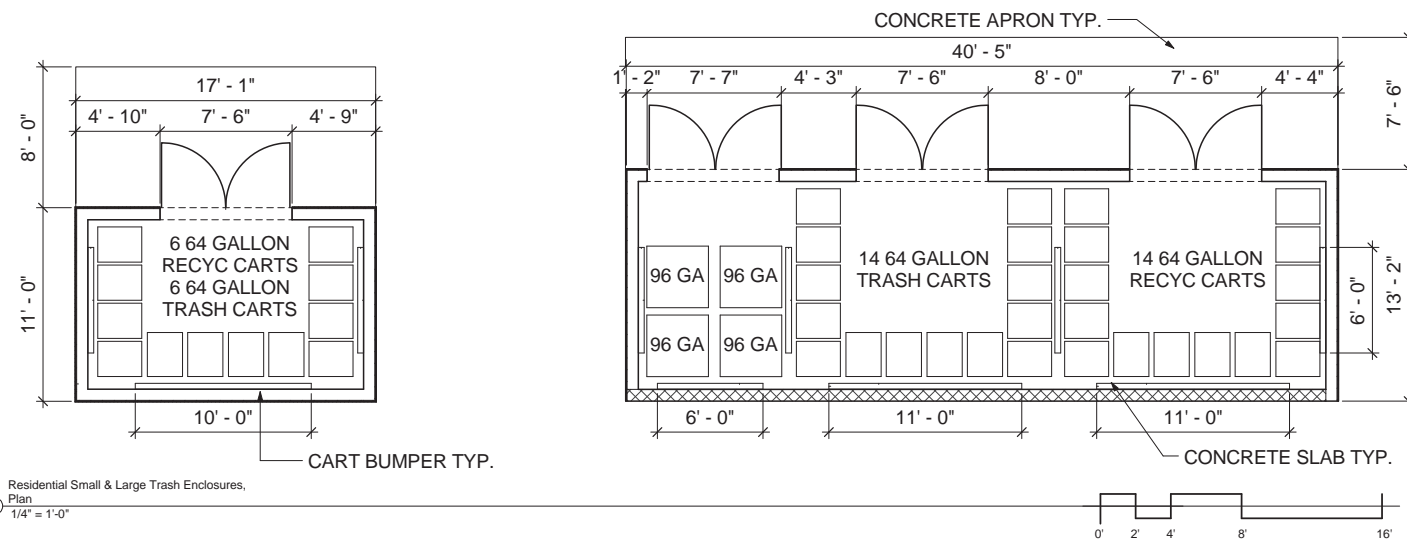 CONCRETE APRON TYP.
40' - 5"
17' - 1"
1' - 2"
7' - 7"
4' - 3"
7' - 6"
8' - 0"
7' - 6"
4' - 4"
4' - 10"
7' - 6"
4' - 9"
8' - 0"
7' - 6"
6 64 GALLON
RECYC CARTS
6 64 GALLON
TRASH CARTS
11' - 0"
96 GA
96 GA
96 GA
96 GA
14 64 GALLON
TRASH CARTS
14 64 GALLON
RECYC CARTS
6' - 0"
13' - 2"
10' - 0"
6' - 0"
11' - 0"
11' - 0"
CART BUMPER TYP.
CONCRETE SLAB TYP.
Residential Small & Large Trash Enclosures,
Plan
1/4" = 1'-0"
0'
2'
4'
8'
16'